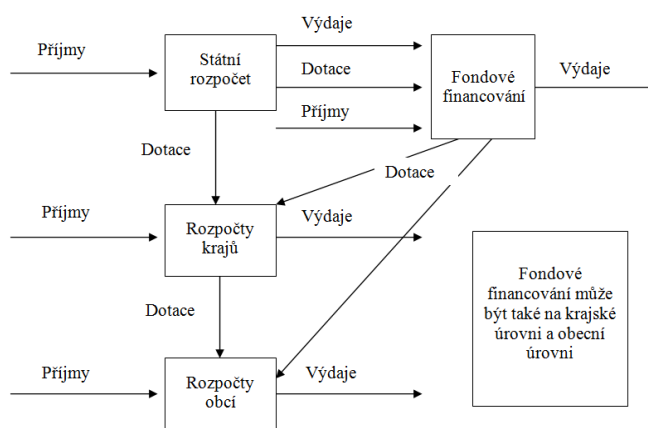 Příjmy
Státní
rozpočet
Výdaje
Dotace
Příjmy
Fondové
financování
Výdaje
Dotace
Dotace
Příjmy
Rozpočty
krajů
Výdaje
Fondové
financování může
být také na krajské
úrovni a obecní
úrovni
Dotace
Příjmy
Rozpočty
obcí
Výdaje